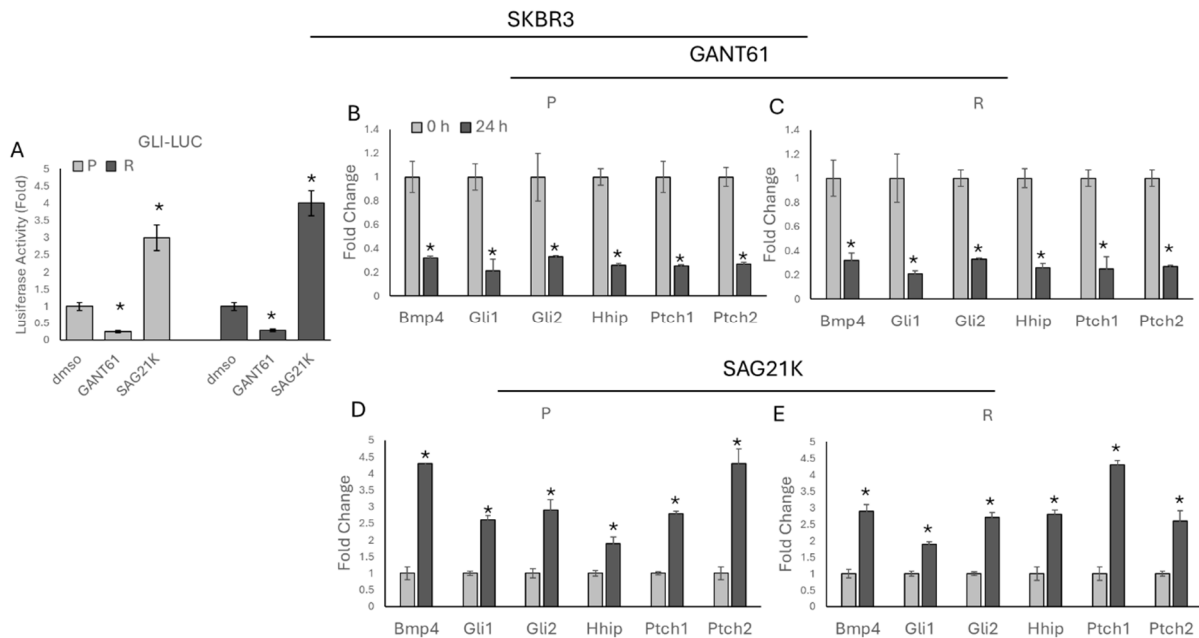 SKBR3
GANT61
A
GLI-LUC
P R
Lusiferase Activity (Fold)
5
4.5
4
3.5
3
2.5
2
1.5
1
0.5
0
* * * *
dmso GANT61 SAG21K dmso GANT61 SAG21K
B
P
0 h 24 h
Fold Change
1.4
1.2
1
0.8
0.6
0.4
0.2
0
* * * * * *
Bmp4 Gli1 Gli2 Hhip Ptch1 Ptch2
C
R
Fold Change
1.4
1.2
1
0.8
0.6
0.4
0.2
0
* * * * * *
Bmp4 Gli1 Gli2 Hhip Ptch1 Ptch2
SAG21K
D
P
Fold Change
5
4.5
4
3.5
3
2.5
2
1.5
1
0.5
0
* * * * * *
Bmp4 Gli1 Gli2 Hhip Ptch1 Ptch2
E
R
Fold Change
5
4.5
4
3.5
3
2.5
2
1.5
1
0.5
0
* * * * * *
Bmp4 Gli1 Gli2 Hhip Ptch1 Ptch2